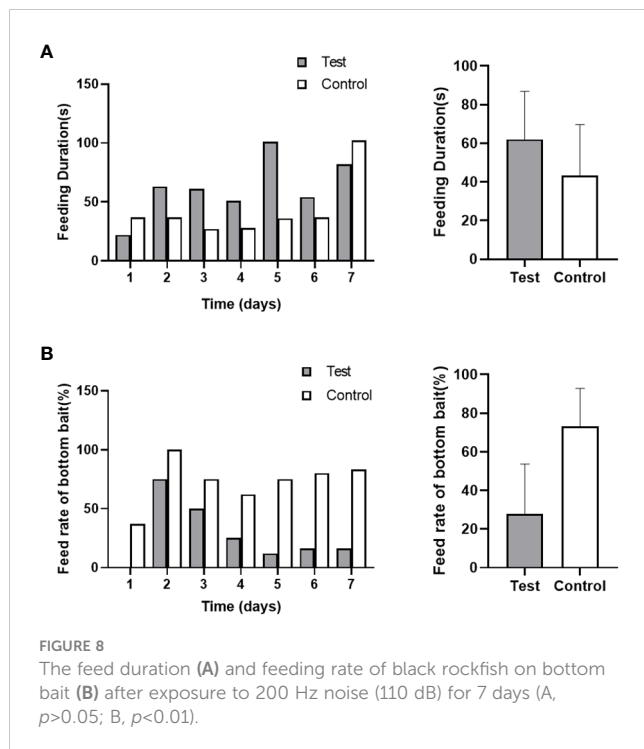 A
Test
Control
Feeding Duration(s)
150
100
50
0
1 2 3 4 5 6 7
Time (days)
Feeding Duration(s)
100
80
60
40
20
0
Test Control
B
Test
Control
Feed rate of bottom bait(%)
150
100
50
0
1 2 3 4 5 6 7
Time (days)
Feed rate of bottom bait(%)
100
80
60
40
20
0
Test Control
FIGURE 8
The feed duration (A) and feeding rate of black rockfish on bottom
bait (B) after exposure to 200 Hz noise (110 dB) for 7 days (A,
p>0.05; B, p<0.01).